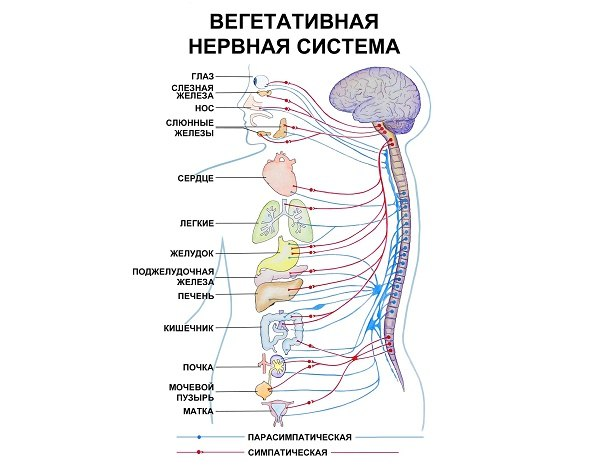 ВЕГЕТАТИВНАЯ
НЕРВНАЯ СИСТЕМА
ГЛАЗ
СЛЕЗНАЯ
ЖЕЛЕЗА
НОС
СЛЮННЫЕ
ЖЕЛЕЗЫ
СЕРДЦЕ
ЛЕГКИЕ
ЖЕЛУДОК
ПОДЖЕЛУДОЧНАЯ
ЖЕЛЕЗА
ПЕЧЕНЬ
КИШЕЧНИК
ПОЧКА
МОЧЕВОЙ
ПУЗЫРЬ
МАТКА
ПАРАСИМПАТИЧЕСКАЯ
СИМПАТИЧЕСКАЯ